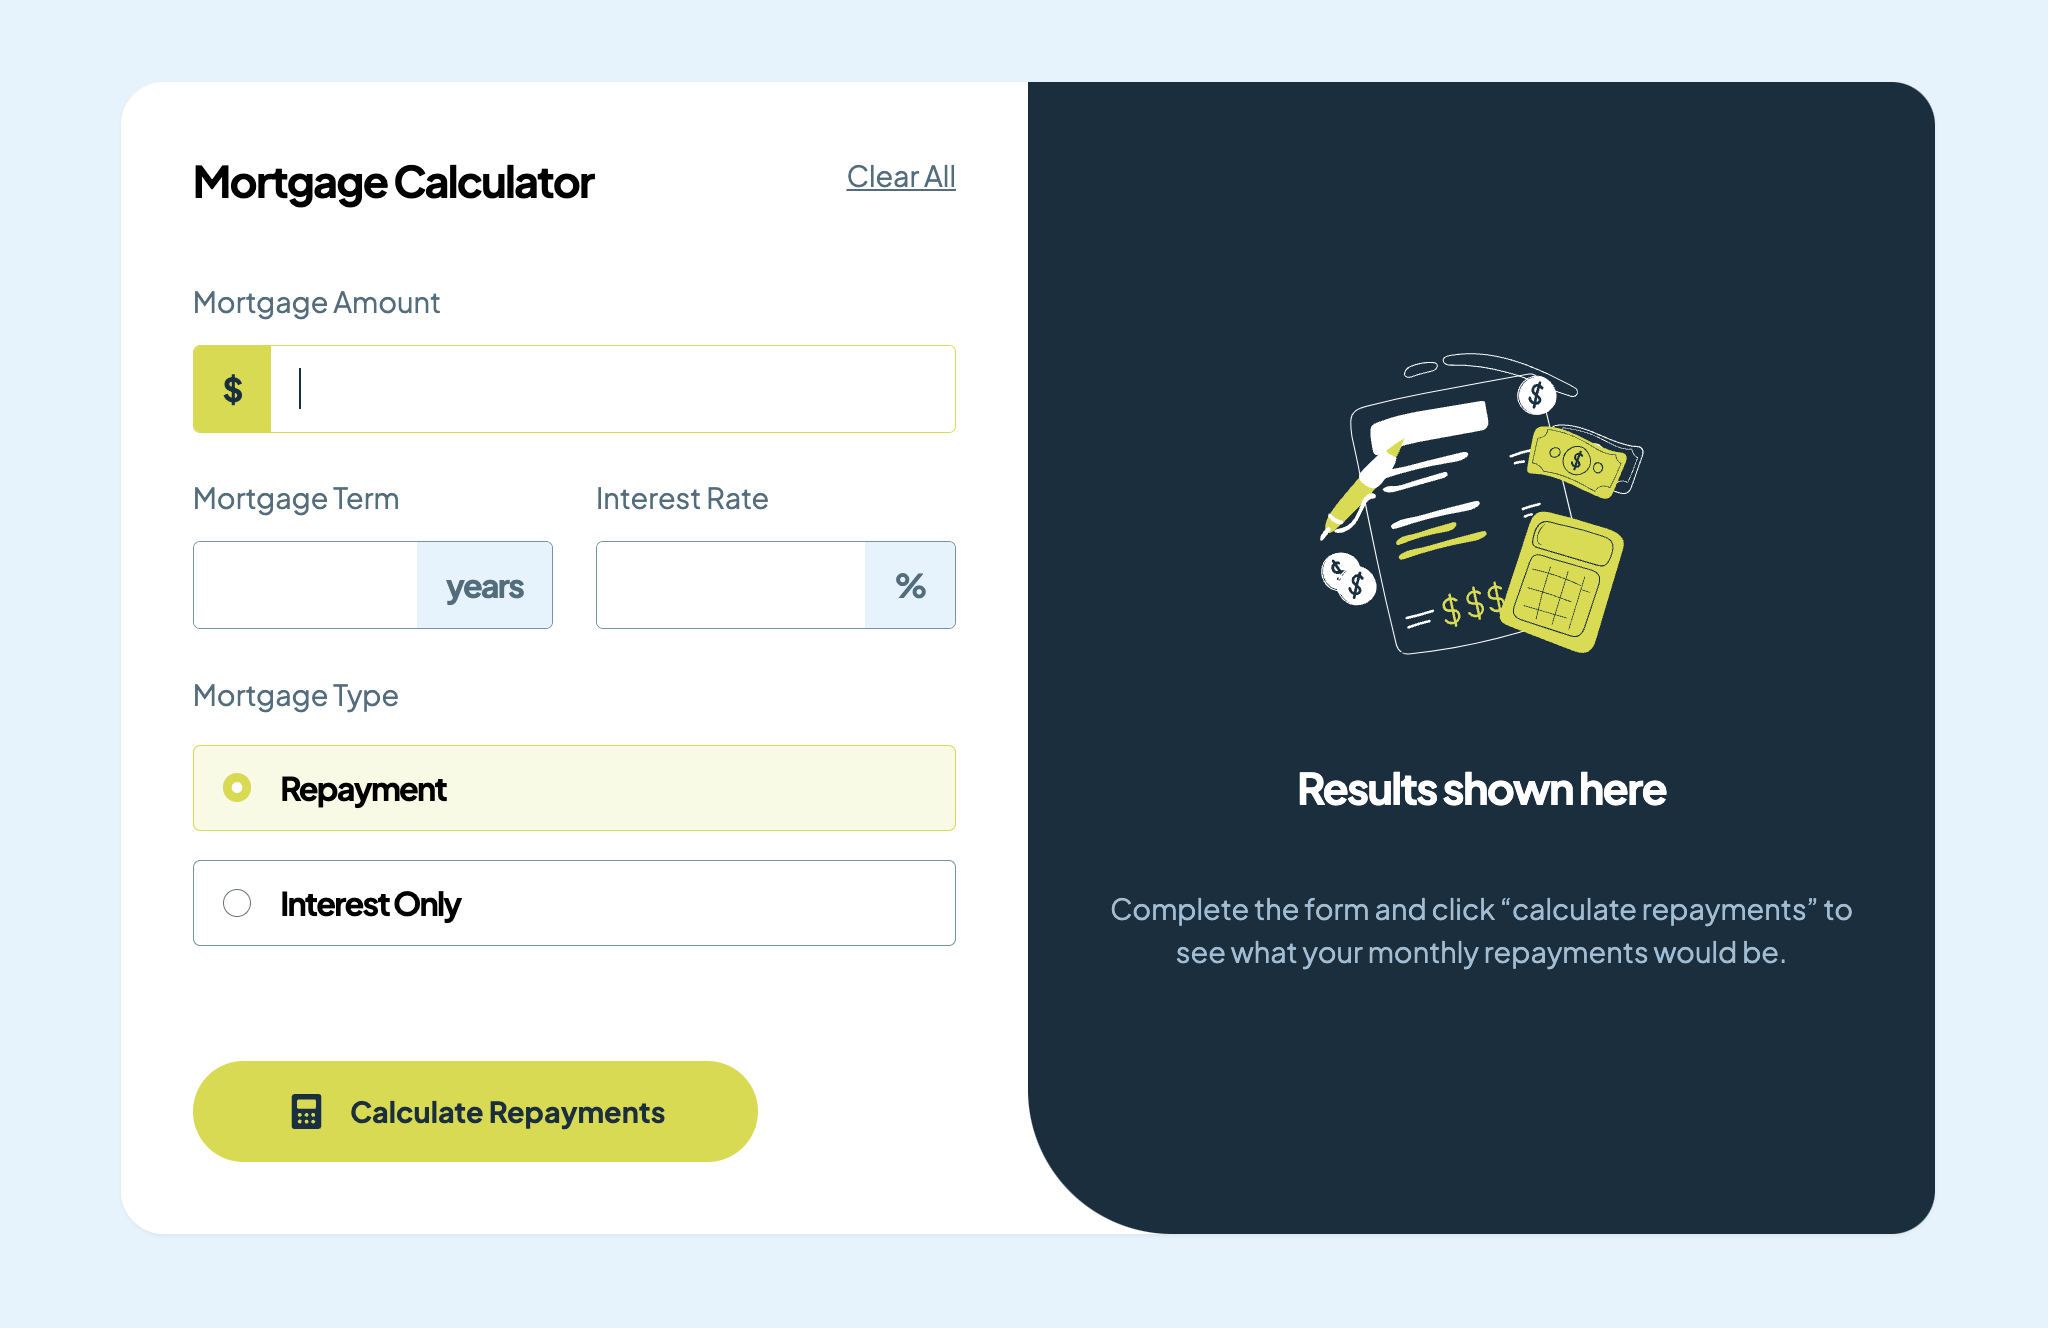 Mortgage Calculator
Clear All
Mortgage Amount
$
Mortgage Term
Interest Rate
years
%
Mortgage Type
Repayment
Interest Only
Calculate Repayments
$
$
$
$
$$$
Results shown here
Complete the form and click “calculate repayments” to
see what your monthly repayments would be.